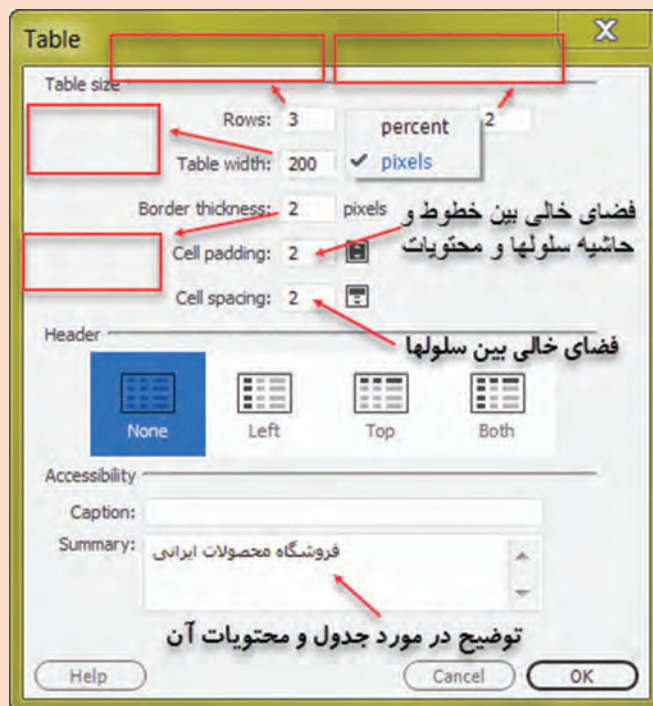 Table
X
Table size
Rows: 3
percent
2
Table width: 200
✔ pixels
Border thickness: 2 pixels
فضای خالی بین خطوط و
حاشیه سلولها و محتویات
Cell padding: 2
Cell spacing: 2
فضای خالی بین سلولها
Header
None Left Top Both
Accessibility
Caption:
Summary:
فروشگاه محصولات ایرانی
توضیح در مورد جدول و محتویات آن
Help Cancel OK